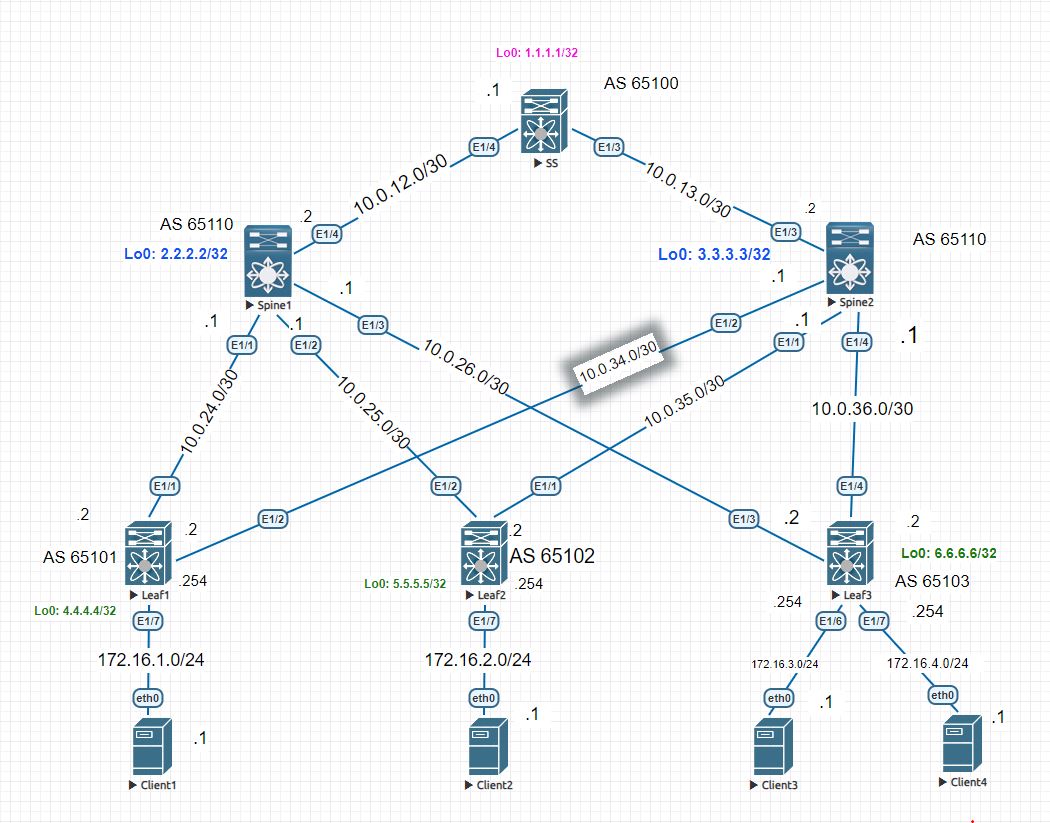 Lo0: 1.1.1.1/32
.1
AS 65100
E1/4
E1/3
SS
10.0.12.0/30
10.0.13.0/30
AS 65110
.2
E1/4
Lo0: 2.2.2.2/32
Spine1
.2
E1/3
AS 65110
Lo0: 3.3.3.3/32
Spine2
.1
.1
.1
E1/1
E1/2
E1/3
.1
E1/2
.1
E1/1
E1/4
.1
10.0.24.0/30
10.0.25.0/30
10.0.26.0/30
10.0.34.0/30
10.0.35.0/30
10.0.36.0/30
E1/1
E1/2
E1/2
E1/1
E1/3
E1/4
.2
.2
AS 65101
Leaf1
.254
Lo0: 4.4.4.4/32
.2
AS 65102
Lo0: 5.5.5.5/32
Leaf2
.254
.2
.2
Lo0: 6.6.6.6/32
AS 65103
Leaf3
.254
.254
E1/7
E1/7
E1/6
E1/7
172.16.1.0/24
172.16.2.0/24
172.16.3.0/24
172.16.4.0/24
eth0
eth0
eth0
eth0
.1
.1
.1
.1
Client1
Client2
Client3
Client4